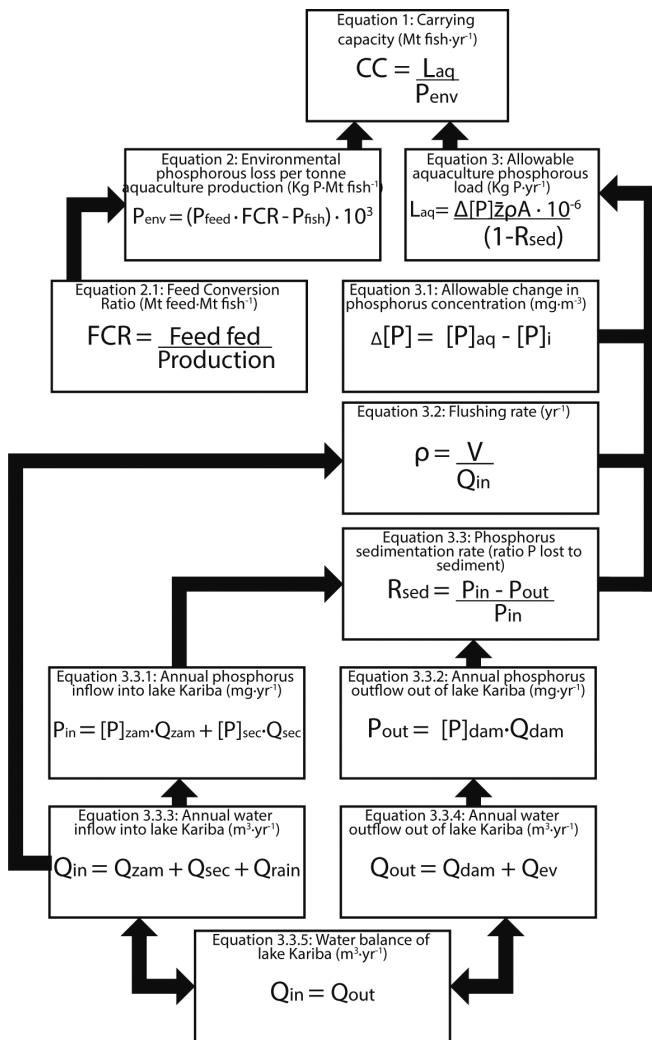 Equation 1: Carrying
capacity (Mt fish·yr⁻¹)
CC = Laq
Penv
Equation 2: Environmental
phosphorous loss per tonne
aquaculture production (Kg P·Mt fish⁻¹)
Penv = (Pfeed · FCR - Pfish) · 10³
Equation 3: Allowable
aquaculture phosphorous
load (Kg P·yr⁻¹)
Laq= Δ[P]z̄ρA · 10⁻⁶
(1-Rsed)
Equation 2.1: Feed Conversion
Ratio (Mt feed·Mt fish⁻¹)
FCR = Feed fed
Production
Equation 3.1: Allowable change in
phosphorus concentration (mg·m⁻³)
Δ[P] = [P]aq - [P]i
Equation 3.2: Flushing rate (yr⁻¹)
ρ = V
Qin
Equation 3.3: Phosphorus
sedimentation rate (ratio P lost to
sediment)
Rsed = Pin - Pout
Pin
Equation 3.3.1: Annual phosphorus
inflow into lake Kariba (mg·yr⁻¹)
Pin = [P]zam·Qzam + [P]sec·Qsec
Equation 3.3.2: Annual phosphorus
outflow out of lake Kariba (mg·yr⁻¹)
Pout = [P]dam·Qdam
Equation 3.3.3: Annual water
inflow into lake Kariba (m³·yr⁻¹)
Qin = Qzam + Qsec + Qrain
Equation 3.3.4: Annual water
outflow out of lake Kariba (m³·yr⁻¹)
Qout = Qdam + Qev
Equation 3.3.5: Water balance of
lake Kariba (m³·yr⁻¹)
Qin = Qout